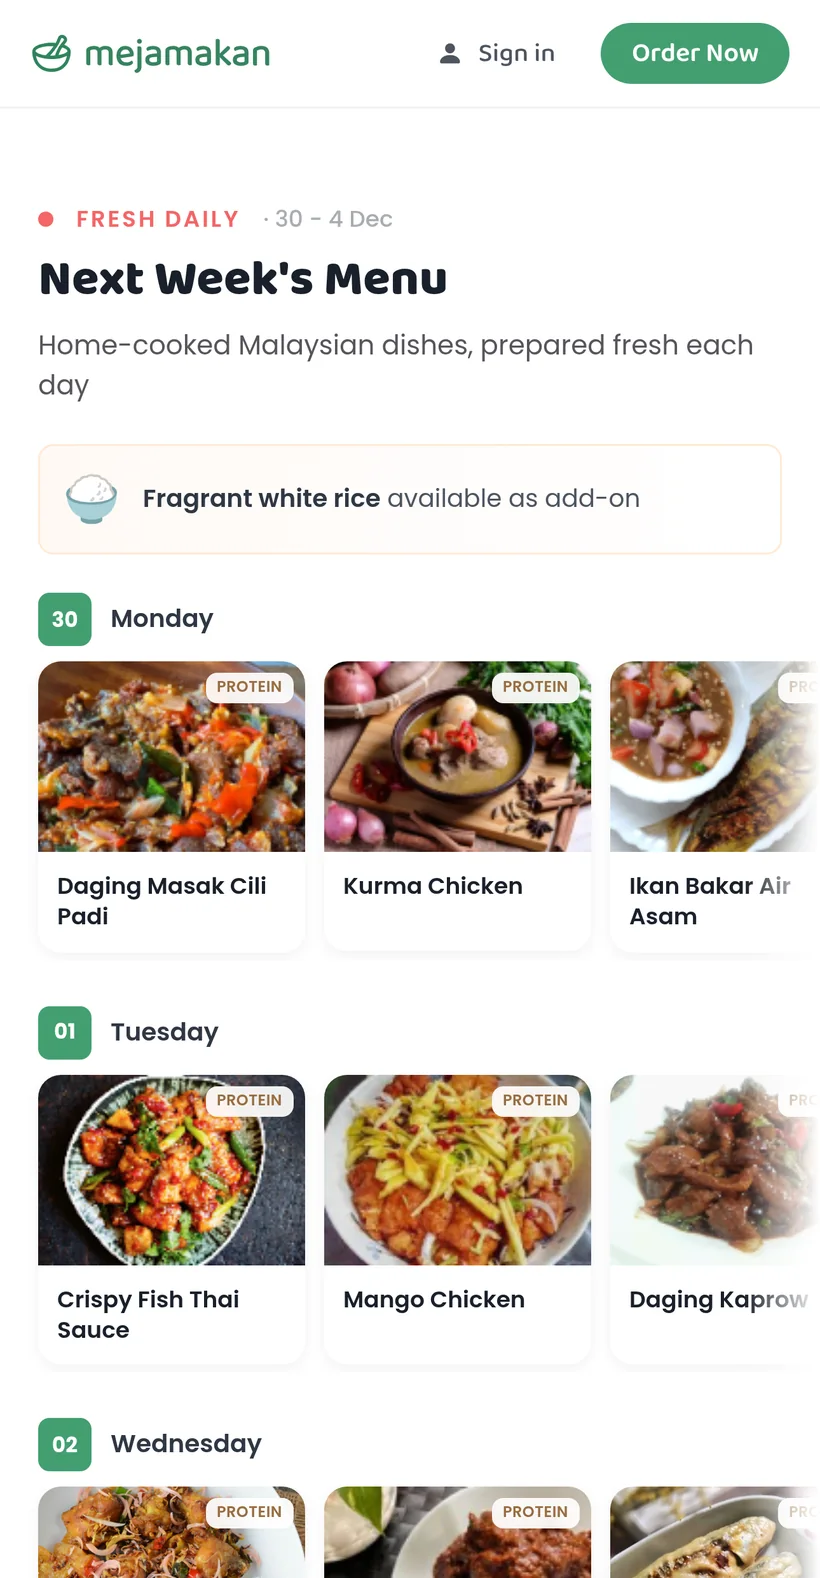 mejamakan
Sign in
Order Now
FRESH DAILY · 30 - 4 Dec
Next Week's Menu
Home-cooked Malaysian dishes, prepared fresh each
day
Fragrant white rice available as add-on
30 Monday
PROTEIN
PROTEIN
PRO
Daging Masak Cili
Padi
Kurma Chicken
Ikan Bakar Air
Asam
01 Tuesday
PROTEIN
PROTEIN
PRO
Crispy Fish Thai
Sauce
Mango Chicken
Daging Kaprow
02 Wednesday
PROTEIN
PROTEIN
PRO